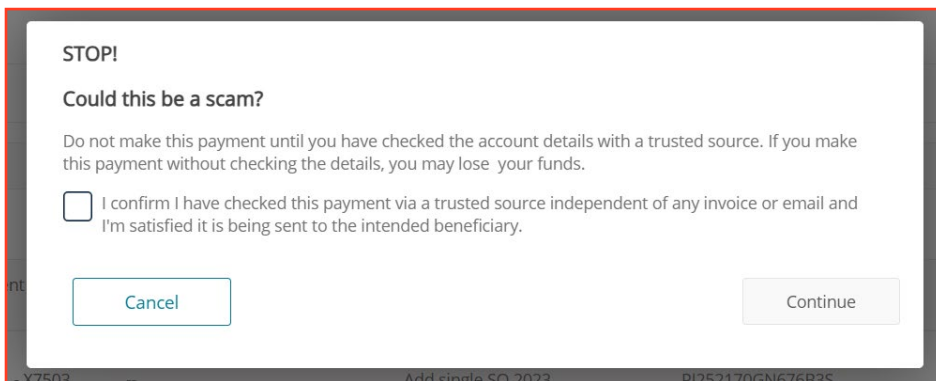 STOP!
Could this be a scam?
Do not make this payment until you have checked the account details with a trusted source. If you make
this payment without checking the details, you may lose your funds.
I confirm I have checked this payment via a trusted source independent of any invoice or email and
I'm satisfied it is being sent to the intended beneficiary.
Cancel
Continue